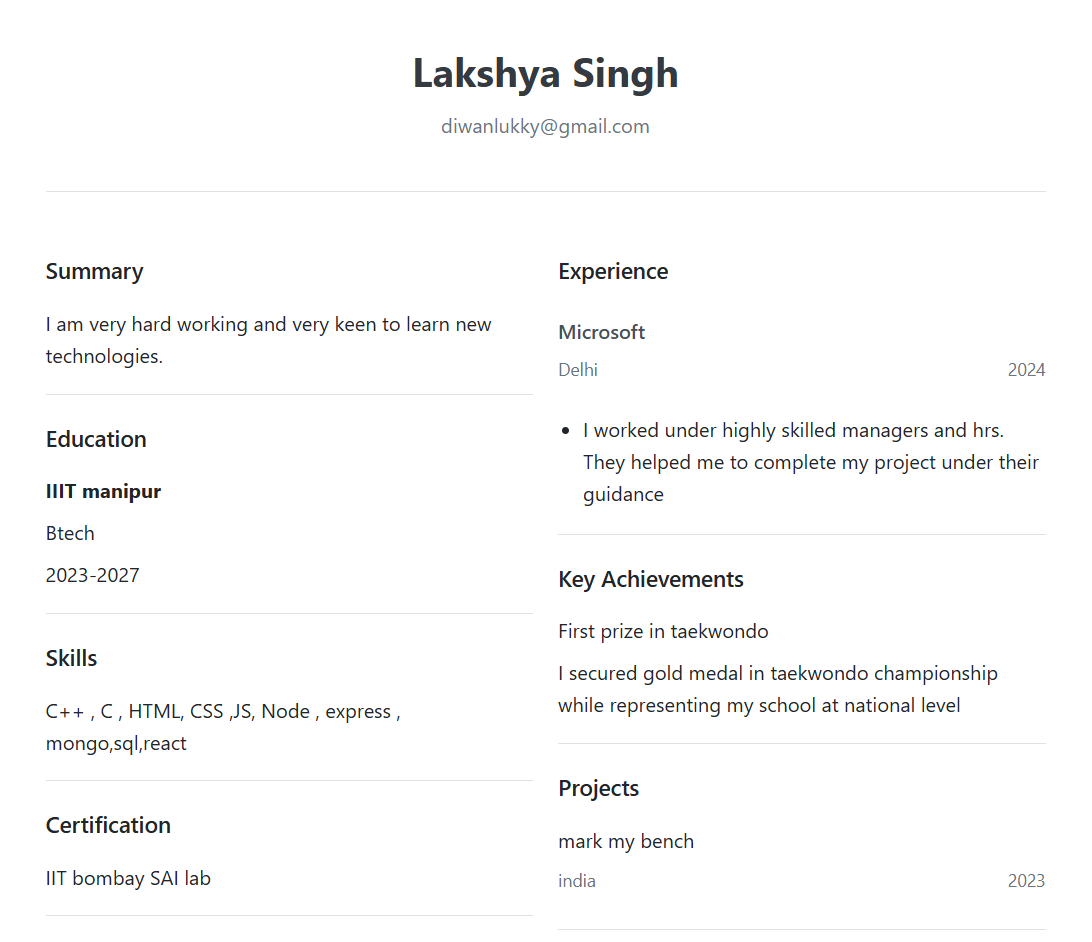 Lakshya Singh
diwanlukky@gmail.com
Summary
I am very hard working and very keen to learn new
technologies.
Education
IIIT manipur
Btech
2023-2027
Skills
C++ , C , HTML, CSS ,JS, Node , express ,
mongo,sql,react
Certification
IIT bombay SAI lab
Experience
Microsoft
Delhi 2024
• I worked under highly skilled managers and hrs.
They helped me to complete my project under their
guidance
Key Achievements
First prize in taekwondo
I secured gold medal in taekwondo championship
while representing my school at national level
Projects
mark my bench
india 2023